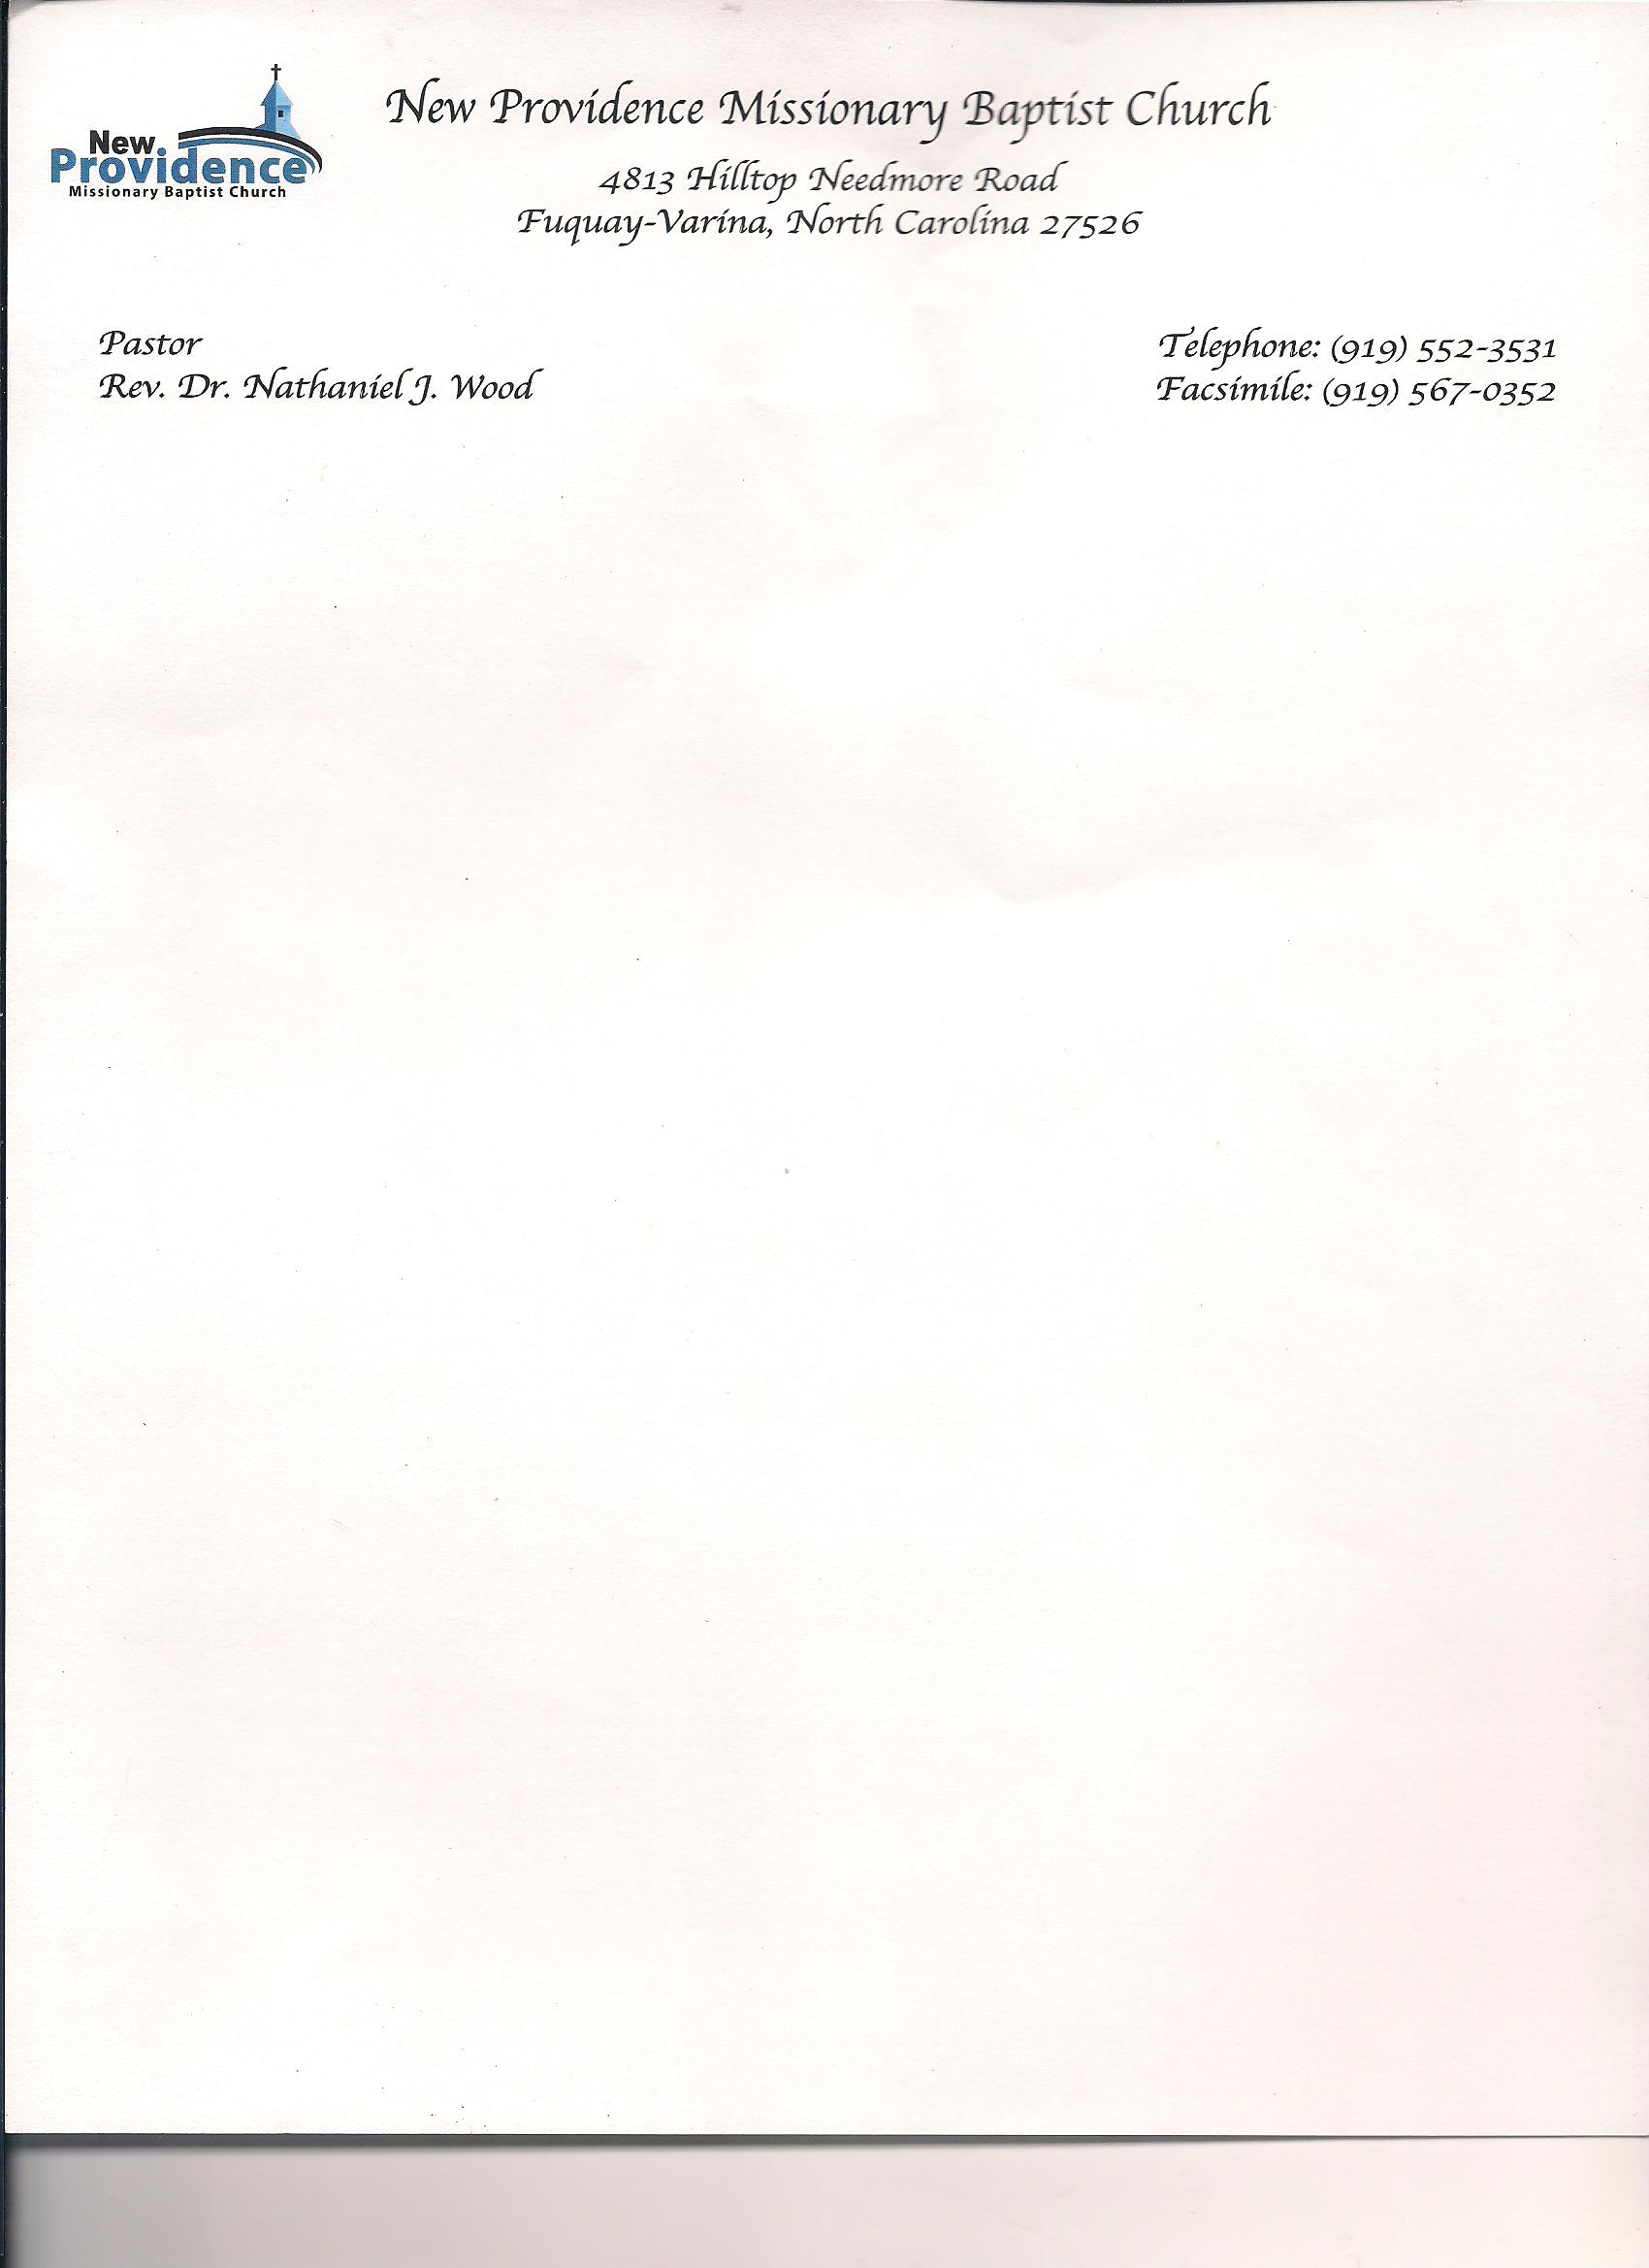 New
Providence
Missionary Baptist Church
New Providence Missionary Baptist Church
4813 Hilltop Needmore Road
Fuquay-Varina, North Carolina 27526
Pastor
Rev. Dr. Nathaniel J. Wood
Telephone: (919) 552-3531
Facsimile: (919) 567-0352